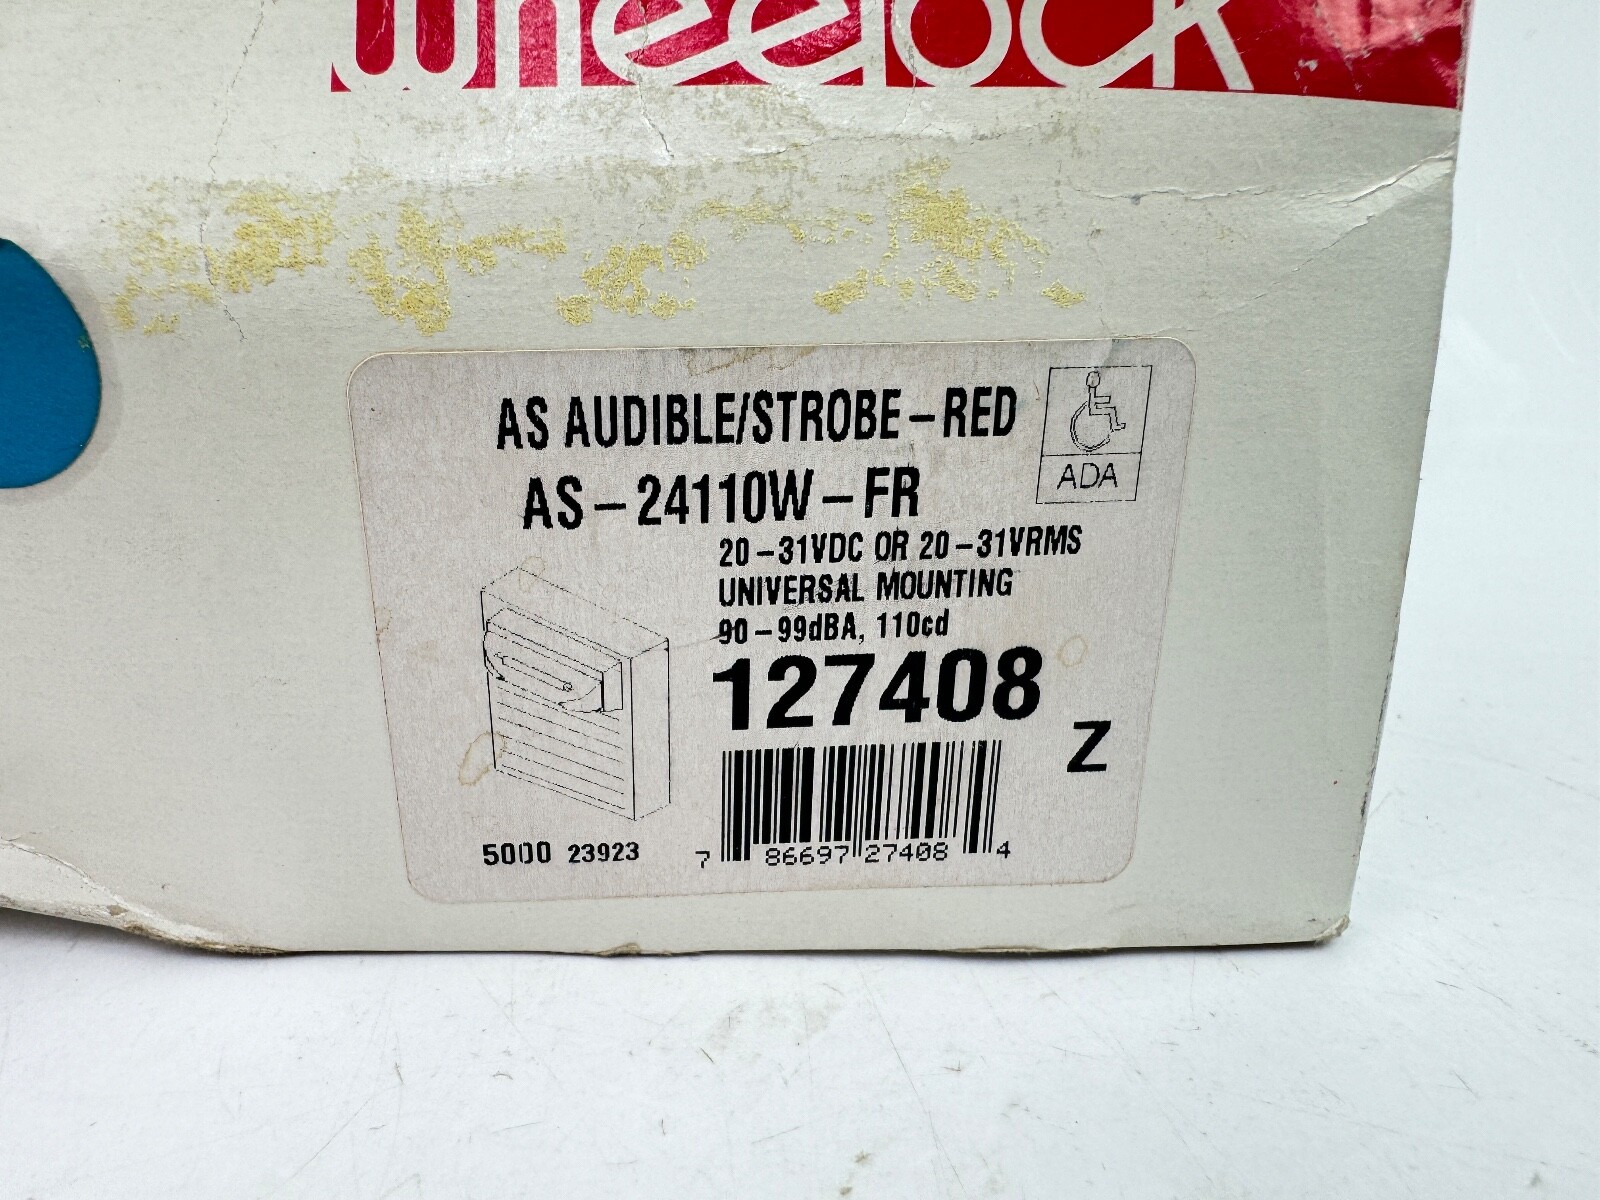 wheelock
AS AUDIBLE/STROBE-RED
ADA
AS-24110W-FR
20-31VDC OR 20-31VRMS
UNIVERSAL MOUNTING
90-99dBA, 110cd
127408
Z
5000 23923
7 86697 27408 4